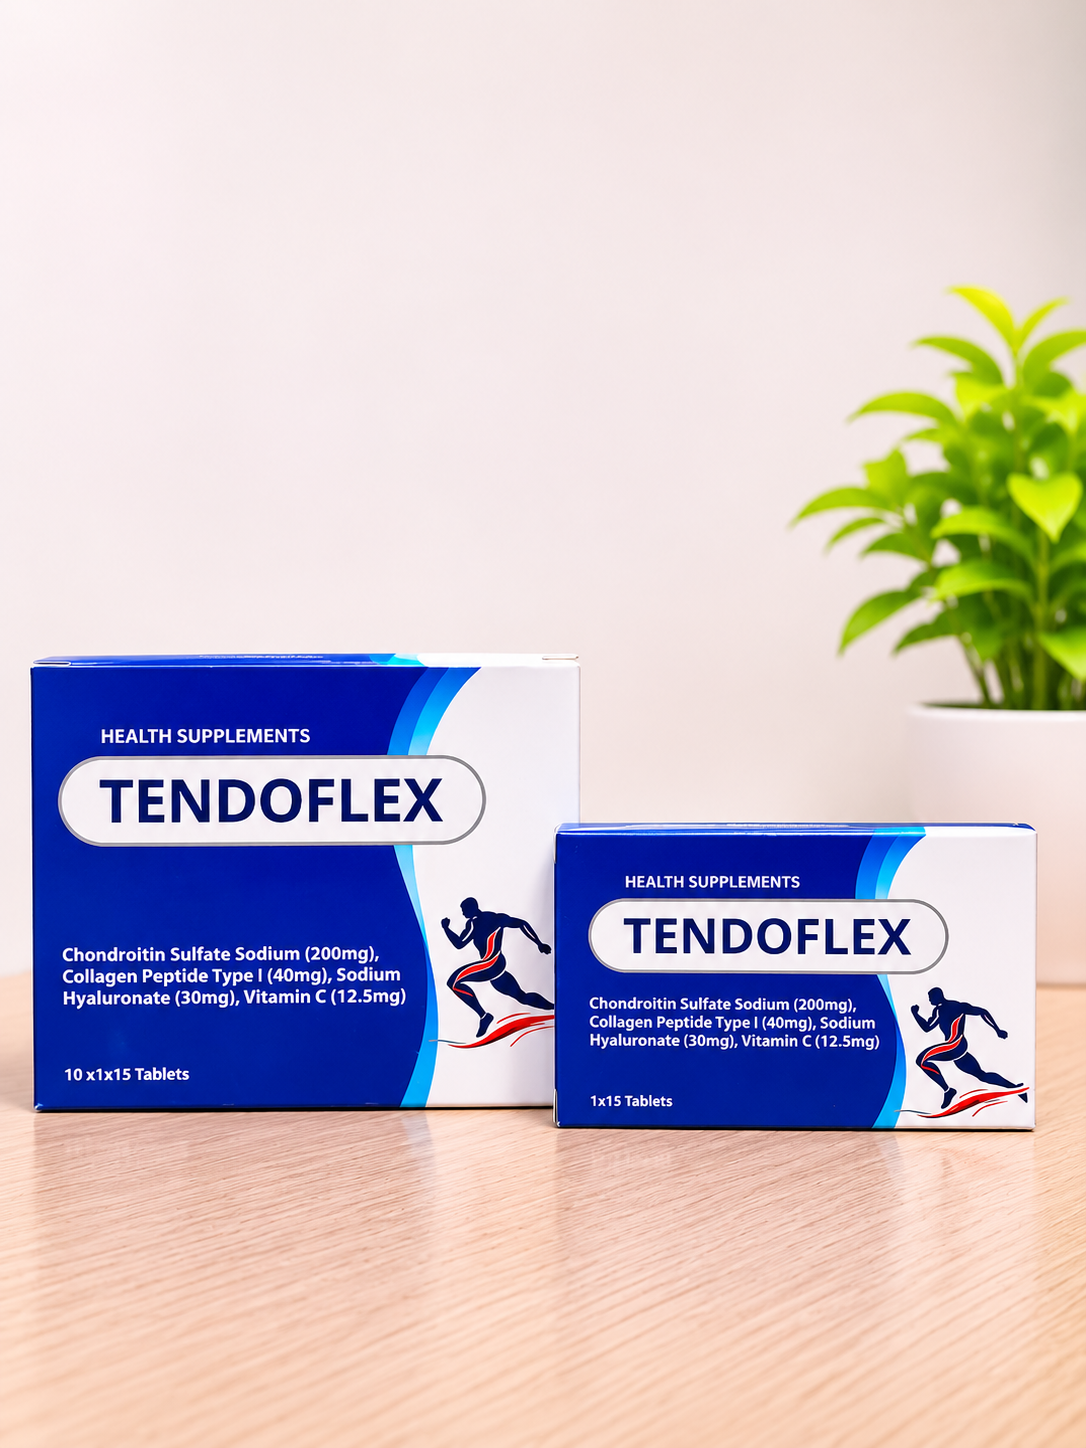 HEALTH SUPPLEMENTS
TENDOFLEX
Chondroitin Sulfate Sodium (200mg),
Collagen Peptide Type I (40mg), Sodium
Hyaluronate (30mg), Vitamin C (12.5mg)
10 x1x15 Tablets
HEALTH SUPPLEMENTS
TENDOFLEX
Chondroitin Sulfate Sodium (200mg),
Collagen Peptide Type I (40mg), Sodium
Hyaluronate (30mg), Vitamin C (12.5mg)
1x15 Tablets